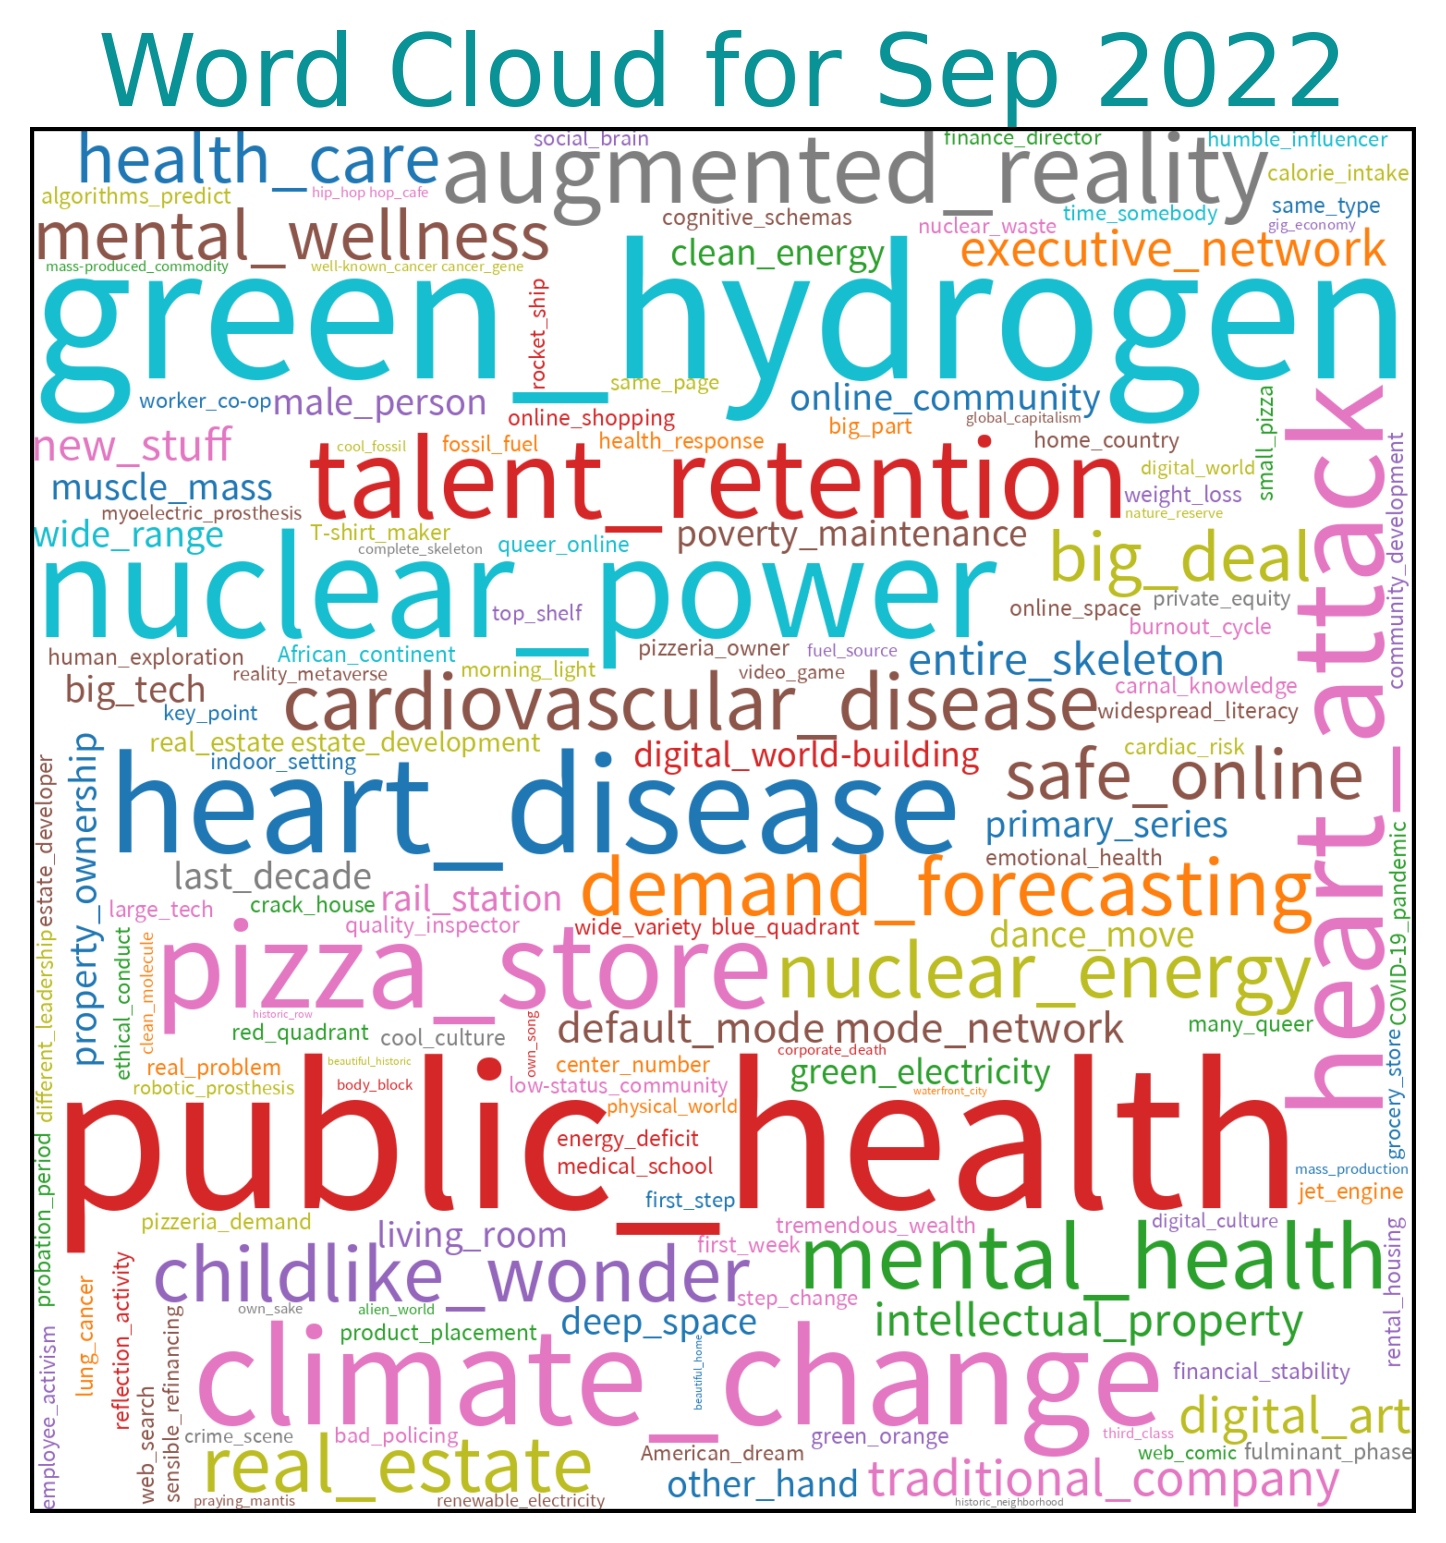 Word Cloud for Sep 2022
social_brain
finance_director
humble_influencer
health_care
augmented_reality
calorie_intake
algorithms_predict
hip_hop hop_cafe
same_type
mental_wellness
cognitive_schemas
time_somebody
nuclear_waste
gig_economy
clean_energy
executive_network
mass-produced_commodity
well-known_cancer cancer_gene
green_hydrogen
rocket_ship
same_page
worker_co-op
male_person
online_community
online_shopping
global_capitalism
big_part
small_pizza
heart_attack
new_stuff
cool_fossil
fossil_fuel
health_response
home_country
talent_retention
digital_world
community_development
muscle_mass
weight_loss
myoelectric_prosthesis
nature_reserve
wide_range
T-shirt_maker
poverty_maintenance
complete_skeleton
queer_online
big_deal
nuclear_power
top_shelf
online_space
private_equity
burnout_cycle
human_exploration
African_continent
pizzeria_owner
fuel_source
entire_skeleton
reality_metaverse
morning_light
video_game
big_tech
cardiovascular_disease
carnal_knowledge
key_point
widespread_literacy
real_estate estate_development
digital_world-building
cardiac_risk
indoor_setting
property_ownership
estate_developer
heart_disease
safe_online
primary_series
COVID-19_pandemic
emotional_health
last_decade
demand_forecasting
crack_house
rail_station
large_tech
quality_inspector
wide_variety
blue_quadrant
dance_move
different_leadership
ethical_conduct
clean_molecule
pizza_store
nuclear_energy
historic_row
own_song
red_quadrant
cool_culture
default_mode mode_network
many_queer
grocery_store
corporate_death
real_problem
beautiful_historic
center_number
green_electricity
robotic_prosthesis
body_block
low-status_community
waterfront_city
public_health
physical_world
energy_deficit
medical_school
mass_production
probation_period
first_step
jet_engine
pizzeria_demand
living_room
tremendous_wealth
digital_culture
first_week
rental_housing
childlike_wonder
mental_health
reflection_activity
lung_cancer
step_change
own_sake
alien_world
sensible_refinancing
product_placement
deep_space
intellectual_property
employee_activism
climate_change
beautiful_home
financial_stability
web_search
digital_art
crime_scene
bad_policing
green_orange
third_class
real_estate
American_dream
web_comic
fulminant_phase
other_hand
traditional_company
praying_mantis
renewable_electricity
historic_neighborhood